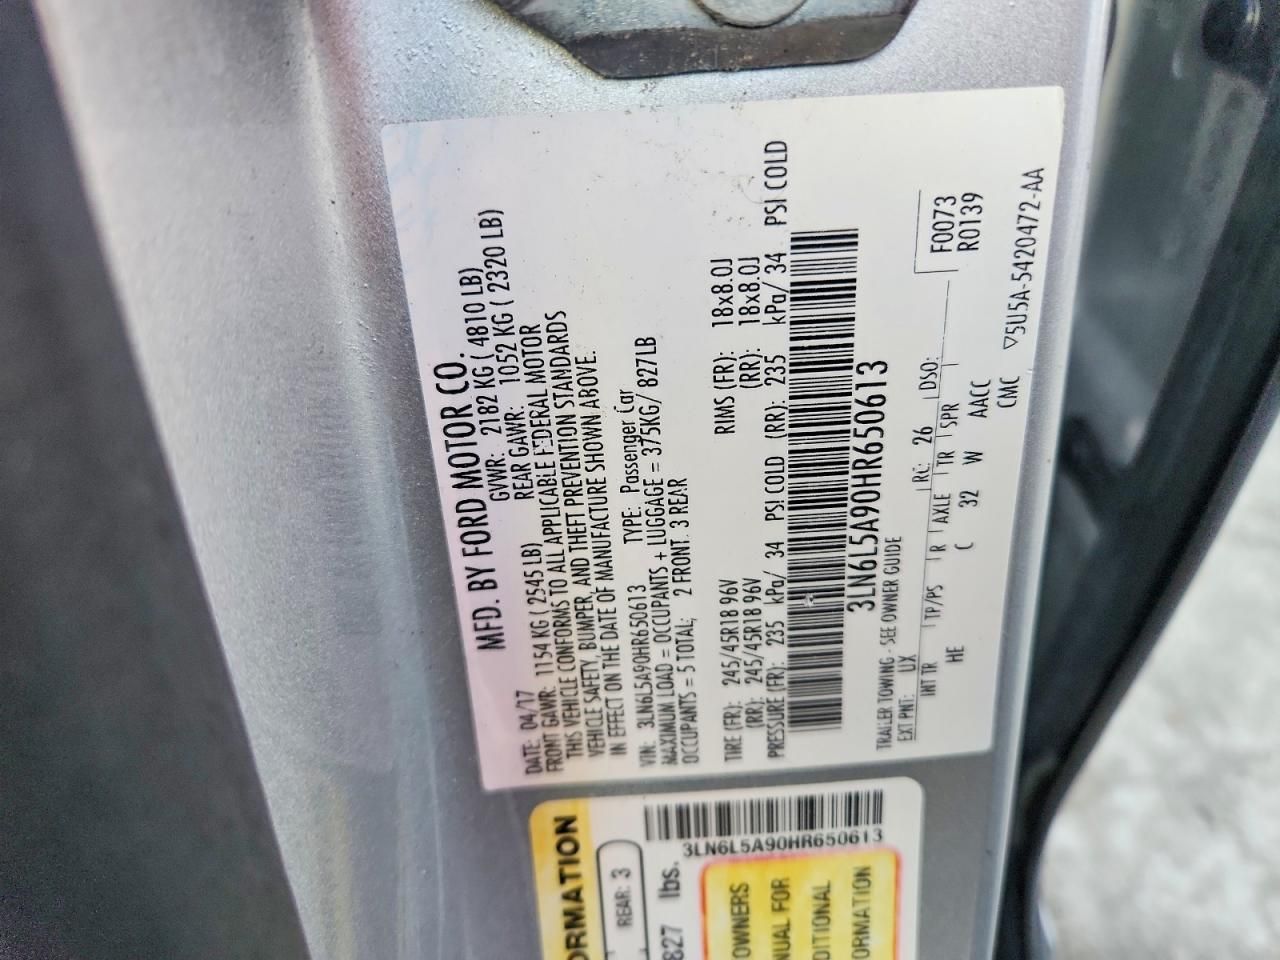 MFD. BY FORD MOTOR CO.
DATE: 04/17 GVWR: 2182 KG ( 4810 LB)
FRONT GAWR: 1154 KG ( 2545 LB) REAR GAWR: 1052 KG ( 2320 LB)
THIS VEHICLE CONFORMS TO ALL APPLICABLE FEDERAL MOTOR
VEHICLE SAFETY, BUMPER, AND THEFT PREVENTION STANDARDS
IN EFFECT ON THE DATE OF MANUFACTURE SHOWN ABOVE.
VIN: 3LN6L5A90HR650613 TYPE: Passenger Car
MAXIMUM LOAD = OCCUPANTS + LUGGAGE = 375KG/ 827LB
OCCUPANTS = 5 TOTAL; 2 FRONT. 3 REAR
TIRE (FR): 245/45R18 96V RIMS (FR): 18x8.0J
(RR): 245/45R18 96V (RR): 18x8.0J
PRESSURE (FR): 235 kPa/ 34 PSI COLD (RR): 235 kPa/ 34 PSI COLD
3LN6L5A90HR650613
TRAILER TOWING - SEE OWNER GUIDE
EXT PNT: UX RC: 26 DSO:
F0073
R0139
INT TR TP/PS R AXLE TR SPR
HE C 32 W AACC
CMC
▽5U5A-5420472-AA
ORMATION
REAR: 3
827 lbs.
3LN6L5A90HR650613
OWNERS
NUAL FOR
DITIONAL
ORMATION